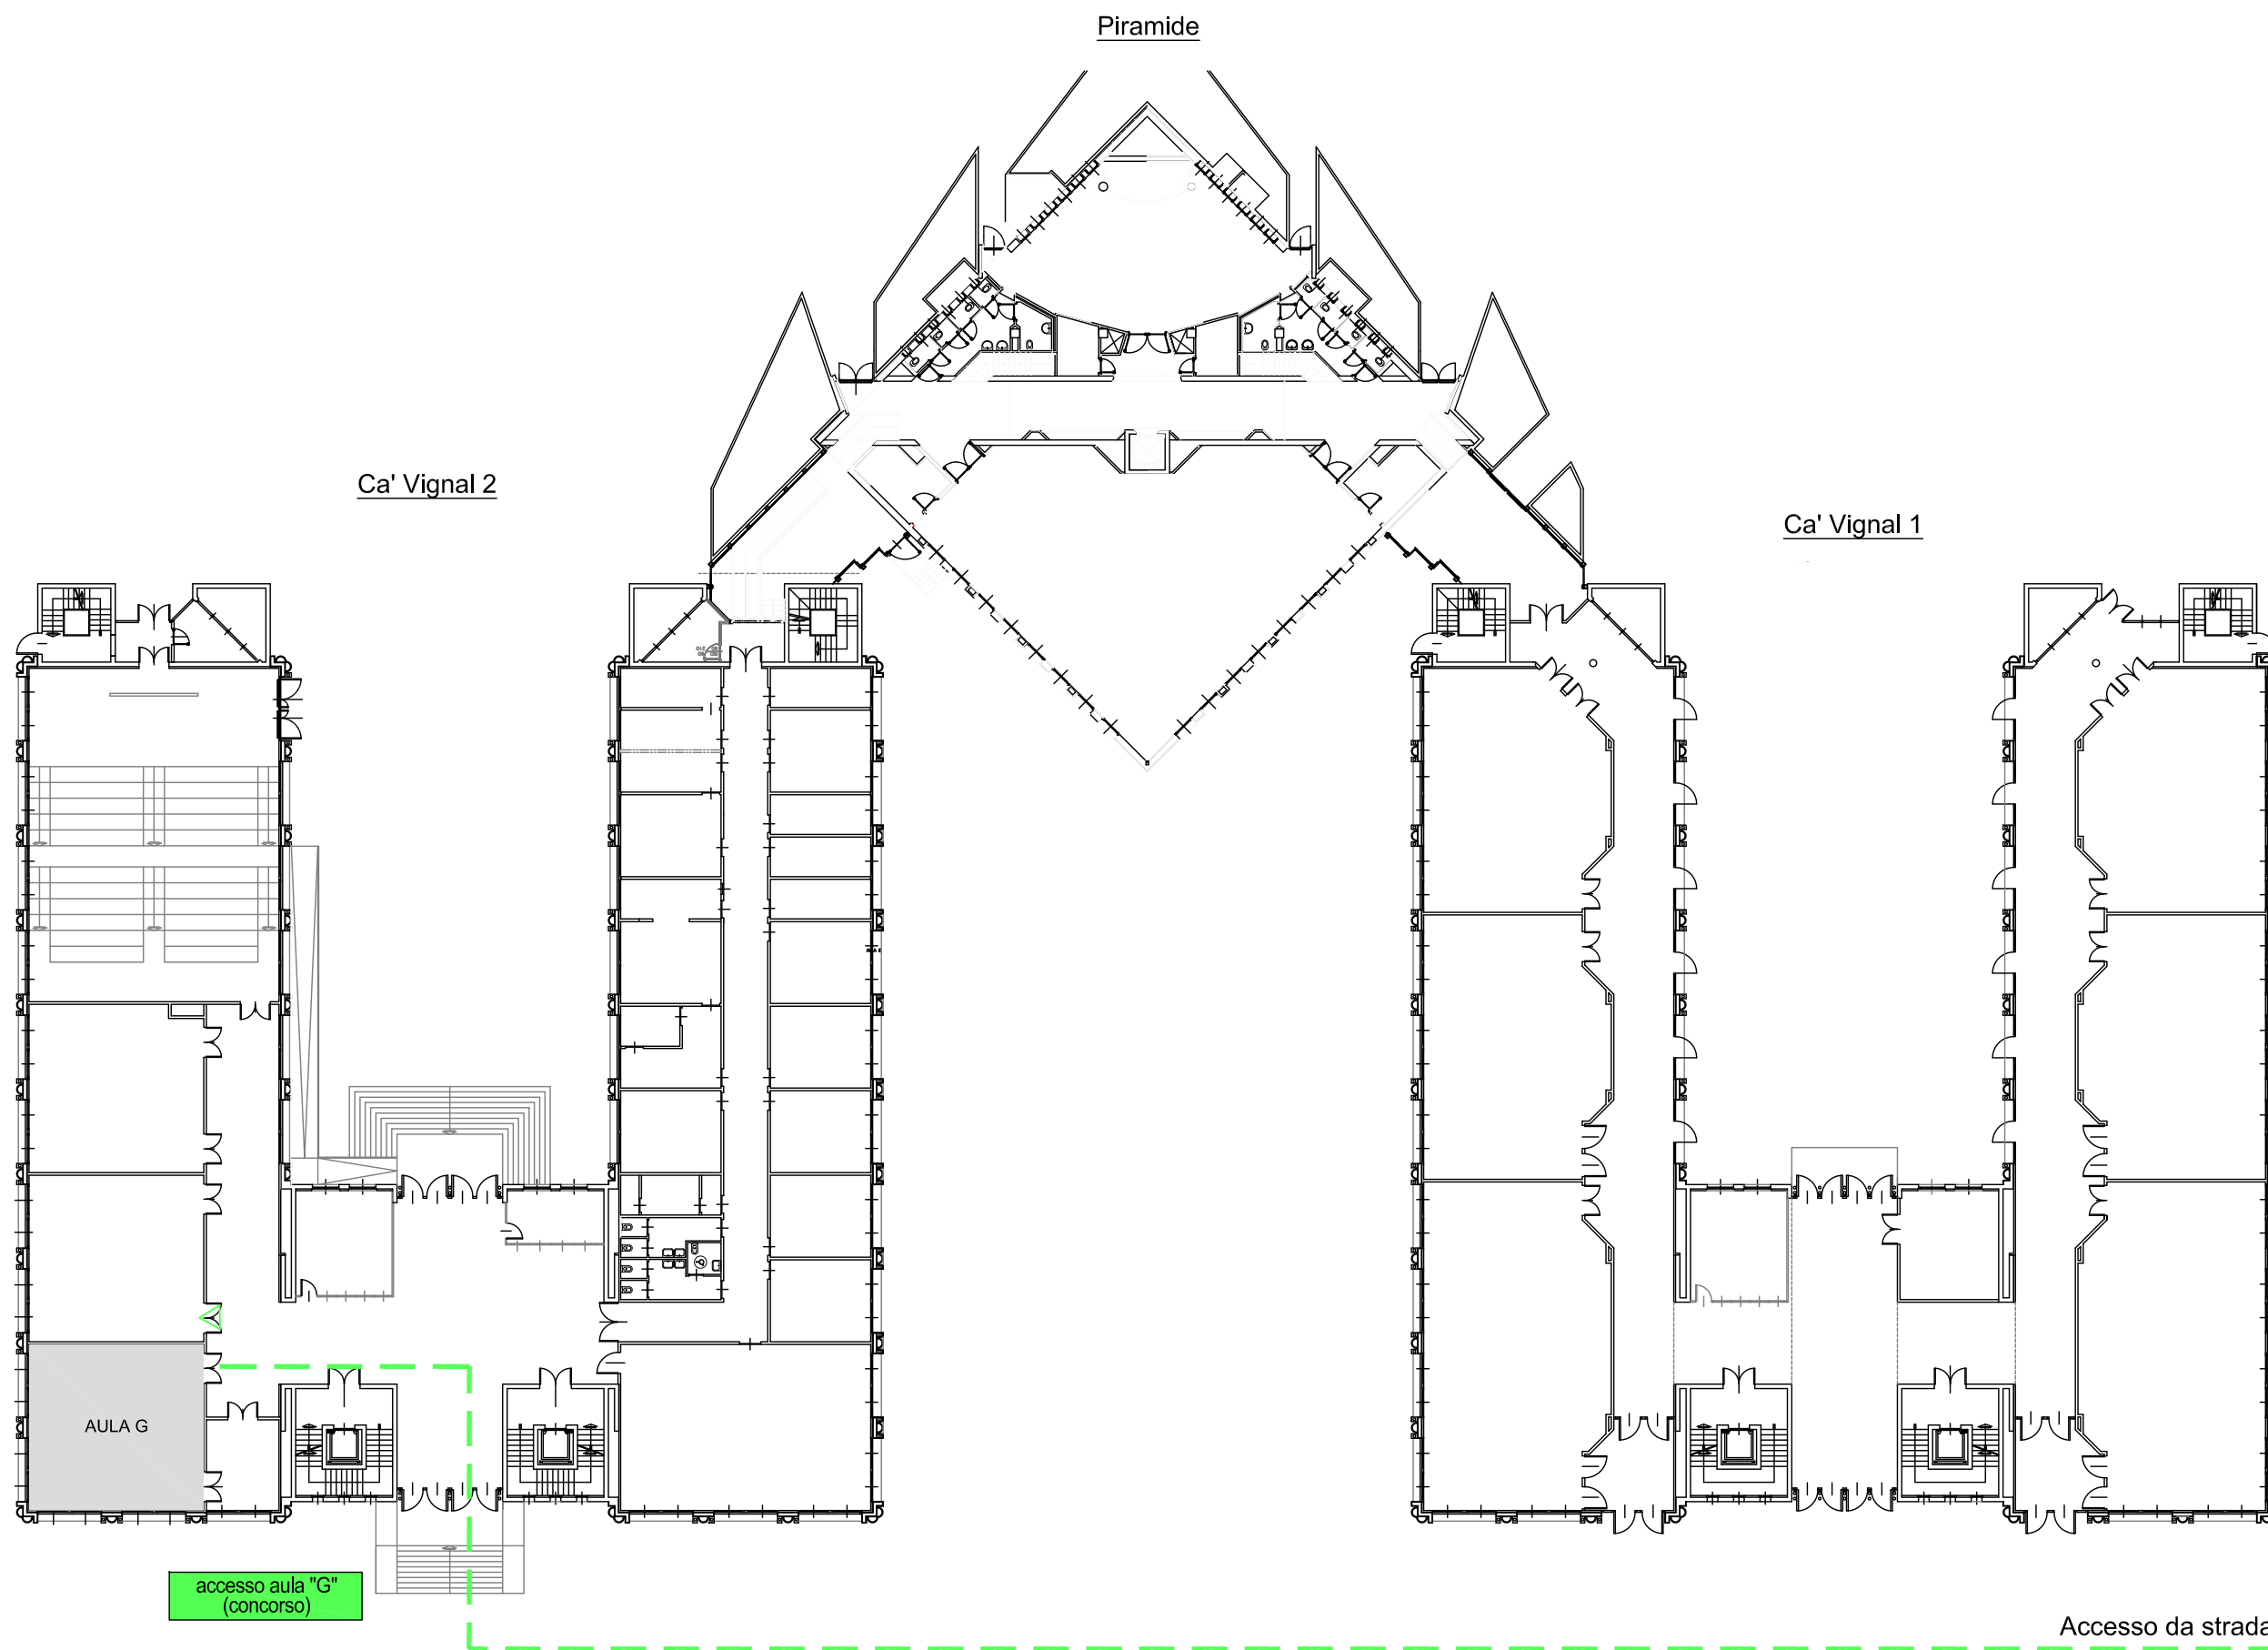 Piramide
Ca' Vignal 2
Ca' Vignal 1
AULA G
accesso aula "G"
(concorso)
Accesso da strada